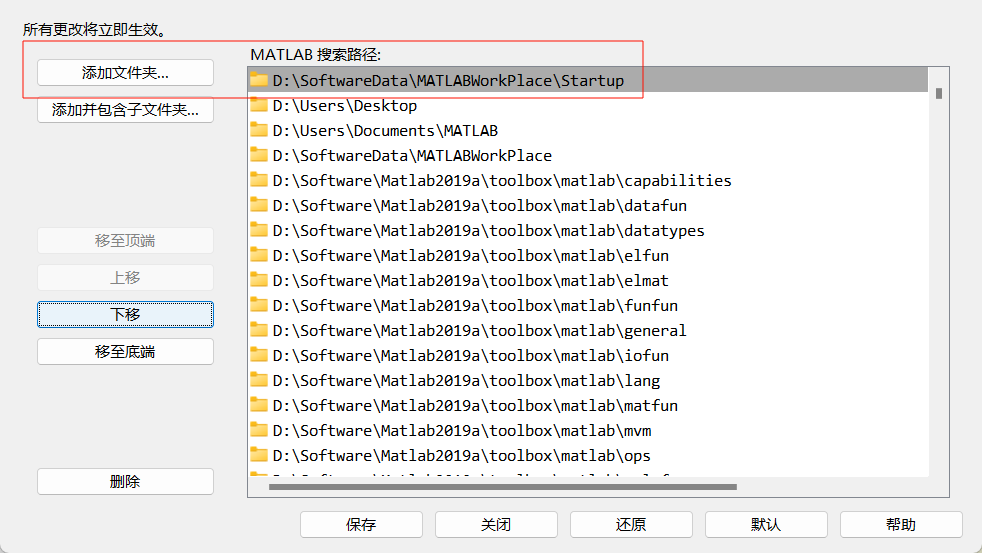 所有更改将立即生效。
MATLAB 搜索路径:
添加文件夹...
添加并包含子文件夹...
移至顶端
上移
下移
移至底端
删除
D:\SoftwareData\MATLABWorkPlace\Startup
D:\Users\Desktop
D:\Users\Documents\MATLAB
D:\SoftwareData\MATLABWorkPlace
D:\Software\Matlab2019a\toolbox\matlab\capabilities
D:\Software\Matlab2019a\toolbox\matlab\datafun
D:\Software\Matlab2019a\toolbox\matlab\datatypes
D:\Software\Matlab2019a\toolbox\matlab\elfun
D:\Software\Matlab2019a\toolbox\matlab\elmat
D:\Software\Matlab2019a\toolbox\matlab\funfun
D:\Software\Matlab2019a\toolbox\matlab\general
D:\Software\Matlab2019a\toolbox\matlab\iofun
D:\Software\Matlab2019a\toolbox\matlab\lang
D:\Software\Matlab2019a\toolbox\matlab\matfun
D:\Software\Matlab2019a\toolbox\matlab\mvm
D:\Software\Matlab2019a\toolbox\matlab\ops
保存
关闭
还原
默认
帮助